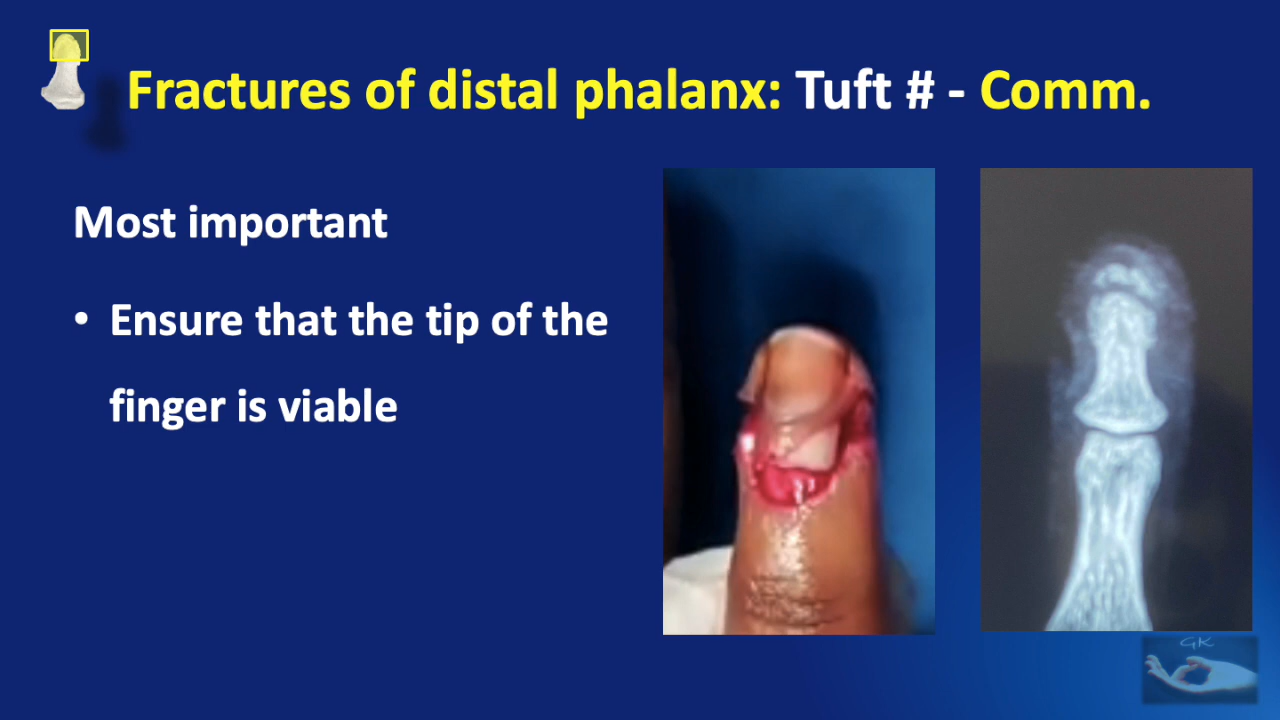 Fractures of distal phalanx: Tuft # - Comm.
Most important
• Ensure that the tip of the
finger is viable
GK